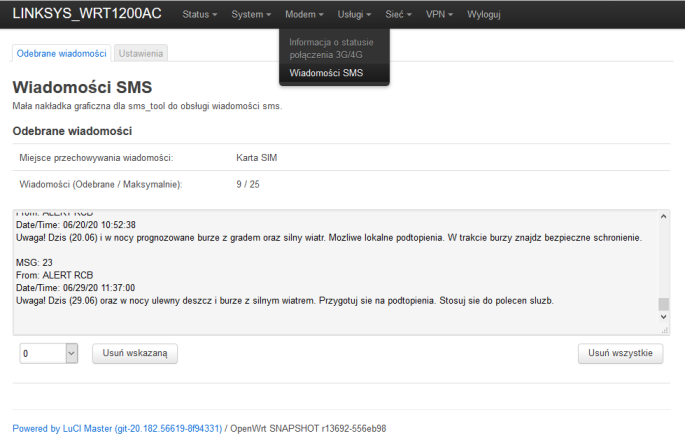 LINKSYS_WRT1200AC Status System Modem Usługi Sieć VPN Wyloguj
Informacja o statusie
połączenia 3G/4G
Wiadomości SMS
Odebrane wiadomości Ustawienia
Wiadomości SMS
Mała nakładka graficzna dla sms_tool do obsługi wiadomości sms.
Odebrane wiadomości
Miejsce przechowywania wiadomości: Karta SIM
Wiadomości (Odebrane / Maksymalnie): 9 / 25
From: ALERT RCB
Date/Time: 06/20/20 10:52:38
Uwaga! Dzis (20.06) i w nocy prognozowane burze z gradem oraz silny wiatr. Mozliwe lokalne podtopienia. W trakcie burzy znajdz bezpieczne schronienie.
MSG: 23
From: ALERT RCB
Date/Time: 06/29/20 11:37:00
Uwaga! Dzis (29.06) oraz w nocy ulewny deszcz i burze z silnym wiatrem. Przygotuj sie na podtopienia. Stosuj sie do polecen sluzb.
0 Usuń wskazaną Usuń wszystkie
Powered by LuCI Master (git-20.182.56619-8f94331) / OpenWrt SNAPSHOT r13692-556eb98